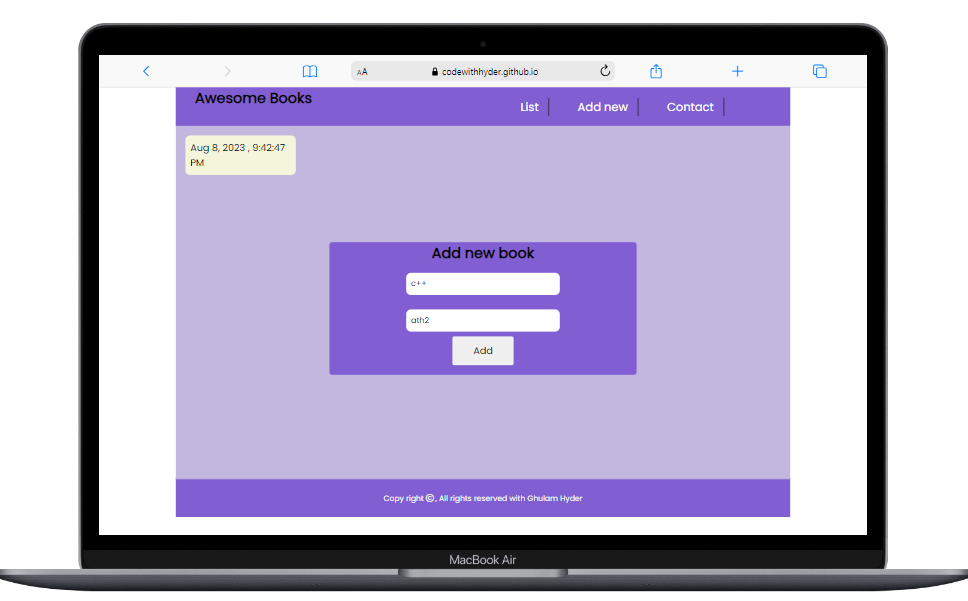 AA codewithhyder.github.io
Awesome Books
List Add new Contact
Aug 8, 2023 , 9:42:47
PM
Add new book
c++
ath2
Add
Copy right ©, All rights reserved with Ghulam Hyder
MacBook Air